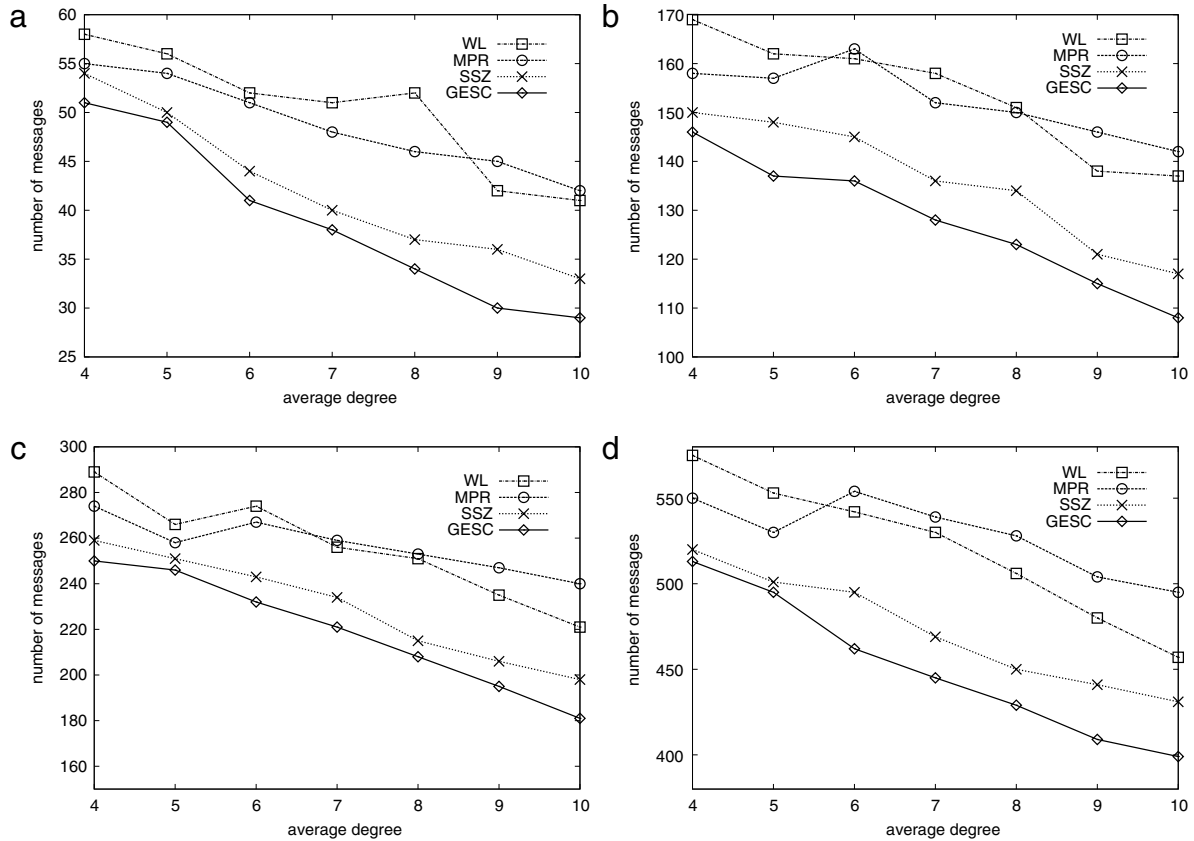 a
60
55
50
45
40
35
30
25
4 5 6 7 8 9 10
number of messages
average degree
WL
MPR
SSZ
GESC
b
170
160
150
140
130
120
110
100
4 5 6 7 8 9 10
number of messages
average degree
WL
MPR
SSZ
GESC
c
300
280
260
240
220
200
180
160
4 5 6 7 8 9 10
number of messages
average degree
WL
MPR
SSZ
GESC
d
550
500
450
400
4 5 6 7 8 9 10
number of messages
average degree
WL
MPR
SSZ
GESC